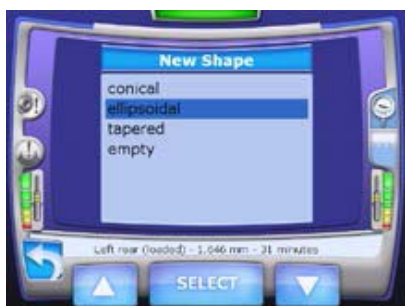 New Shape
conical
ellipsoidal
tapered
empty
Left rear (loaded) - 1.046 mm - 31 minutes
SELECT